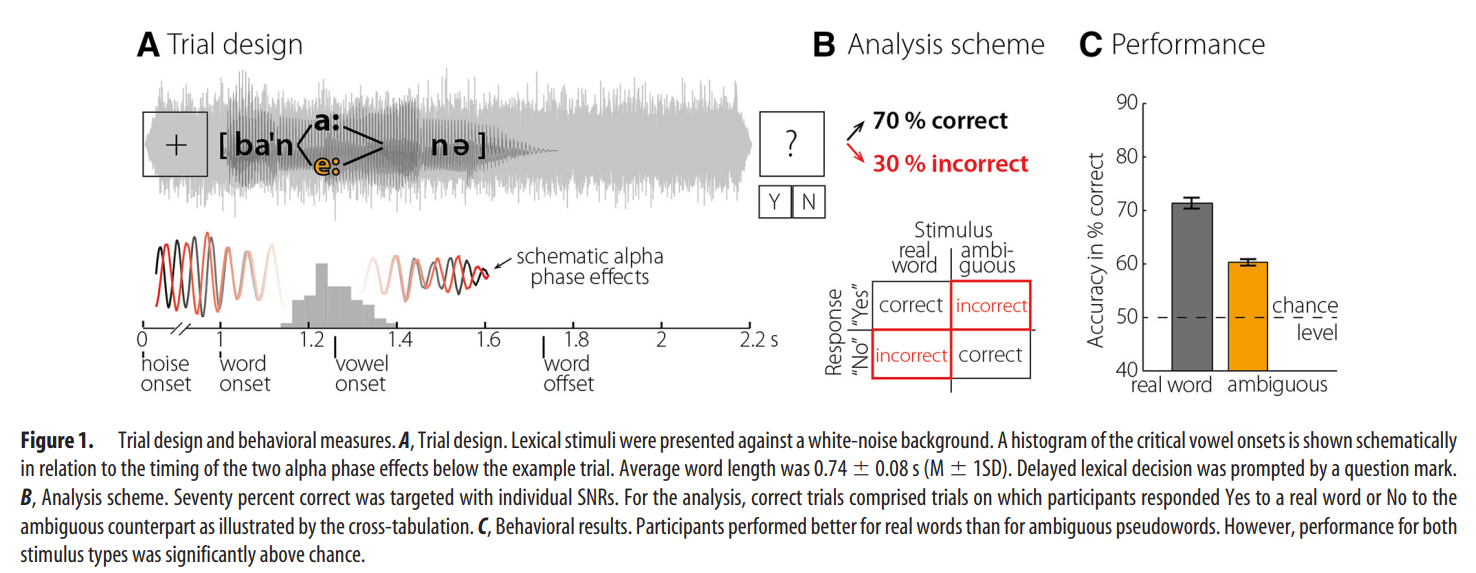 A Trial design
+
[ ba'n
a:
e:
nə ]
?
Y N
schematic alpha
phase effects
0 1 1.2 1.4 1.6 1.8 2 2.2 s
noise
onset
word
onset
vowel
onset
word
offset
B Analysis scheme
70 % correct
30 % incorrect
Stimulus
real
word
ambi-
guous
Response
"Yes"
"No"
correct incorrect
incorrect correct
C Performance
Accuracy in % correct
90
80
70
60
50
40
chance
level
real word ambiguous
Figure 1. Trial design and behavioral measures. A, Trial design. Lexical stimuli were presented against a white-noise background. A histogram of the critical vowel onsets is shown schematically
in relation to the timing of the two alpha phase effects below the example trial. Average word length was 0.74 ± 0.08 s (M ± 1SD). Delayed lexical decision was prompted by a question mark.
B, Analysis scheme. Seventy percent correct was targeted with individual SNRs. For the analysis, correct trials comprised trials on which participants responded Yes to a real word or No to the
ambiguous counterpart as illustrated by the cross-tabulation. C, Behavioral results. Participants performed better for real words than for ambiguous pseudowords. However, performance for both
stimulus types was significantly above chance.